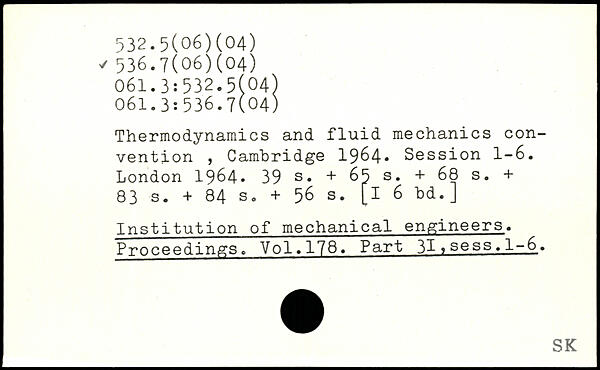 532.5(06)(04)
✓ 536.7(06)(04)
061.3:532.5(04)
061.3:536.7(04)
Thermodynamics and fluid mechanics con-
vention , Cambridge 1964. Session 1-6.
London 1964. 39 s. + 65 s. + 68 s. +
83 s. + 84 s. + 56 s. [I 6 bd.]
Institution of mechanical engineers.
Proceedings. Vol.178. Part 3I,sess.1-6.
SK